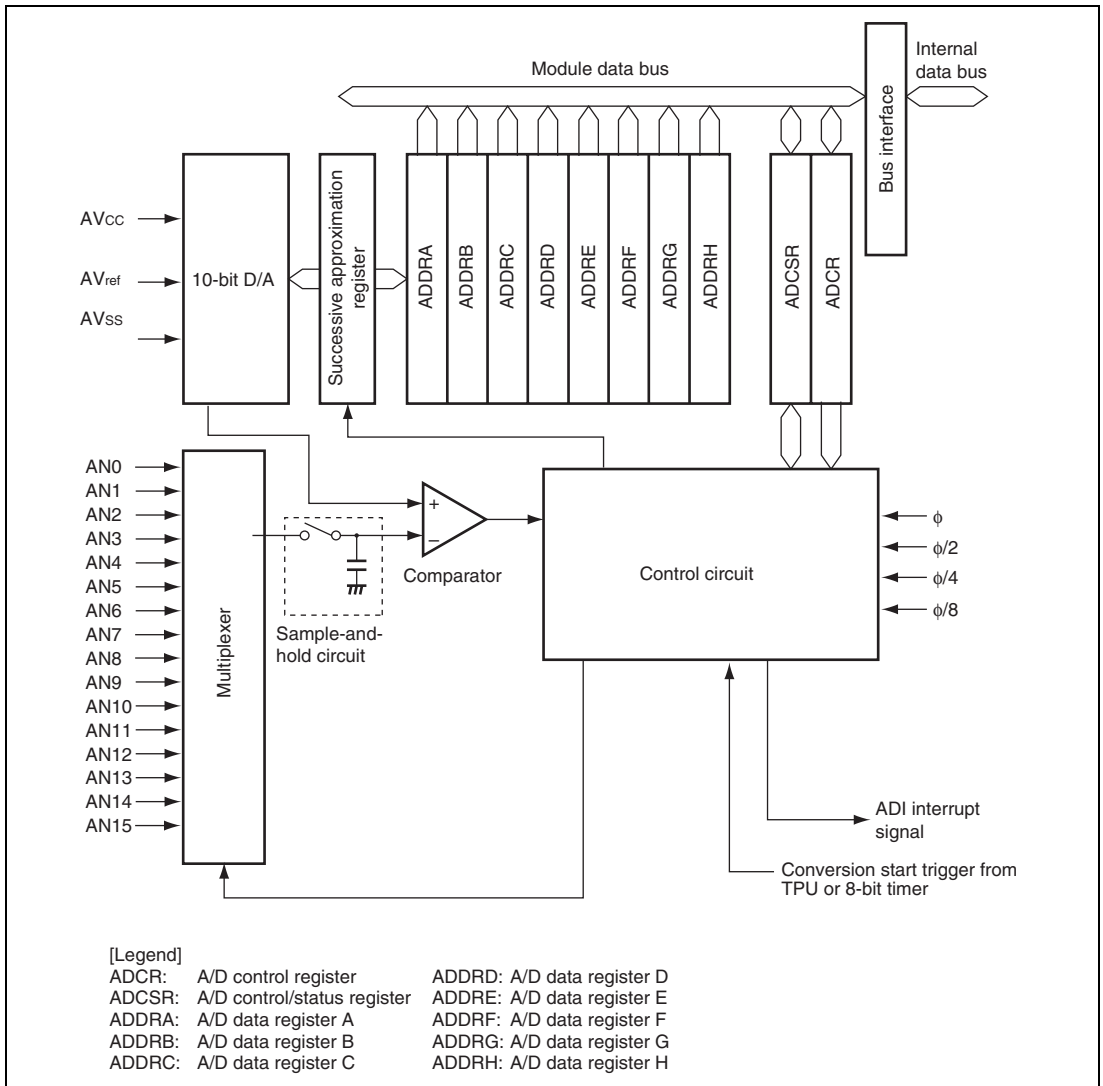 Module data bus
Internal
data bus
Bus interface
AVCC
AVref
AVSS
10-bit D/A
Successive approximation
register
ADDRA
ADDRB
ADDRC
ADDRD
ADDRE
ADDRF
ADDRG
ADDRH
ADCSR
ADCR
AN0
AN1
AN2
AN3
AN4
AN5
AN6
AN7
AN8
AN9
AN10
AN11
AN12
AN13
AN14
AN15
Multiplexer
+
−
Comparator
Sample-and-
hold circuit
Control circuit
ϕ
ϕ/2
ϕ/4
ϕ/8
ADI interrupt
signal
Conversion start trigger from
TPU or 8-bit timer
[Legend]
ADCR: A/D control register
ADCSR: A/D control/status register
ADDRA: A/D data register A
ADDRB: A/D data register B
ADDRC: A/D data register C
ADDRD: A/D data register D
ADDRE: A/D data register E
ADDRF: A/D data register F
ADDRG: A/D data register G
ADDRH: A/D data register H